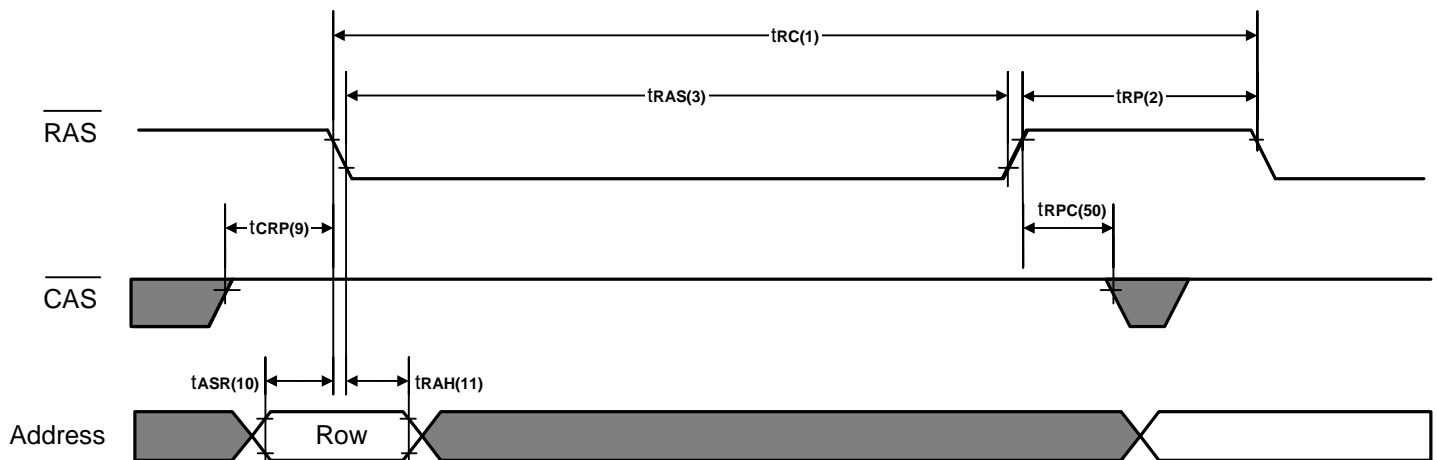 tRC(1)
tRAS(3)
tRP(2)
RAS
tCRP(9)
tRPC(50)
CAS
tASR(10)
tRAH(11)
Address
Row